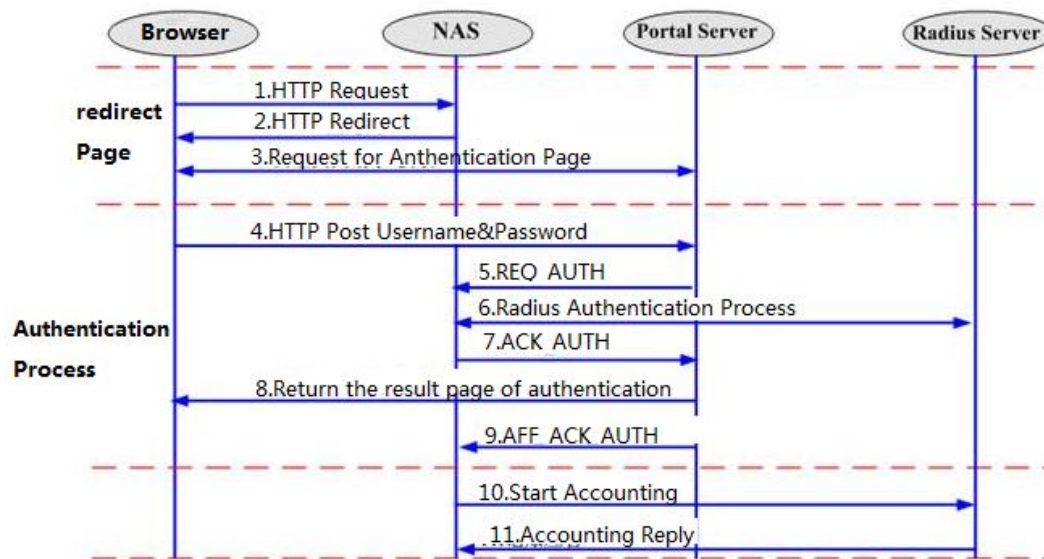 Browser
NAS
Portal Server
Radius Server
redirect
Page
1.HTTP Request
2.HTTP Redirect
3.Request for Anthentication Page
4.HTTP Post Username&Password
5.REQ AUTH
6.Radius Authentication Process
Authentication
Process
7.ACK AUTH
8.Return the result page of authentication
9.AFF ACK AUTH
10.Start Accounting
11.Accounting Reply